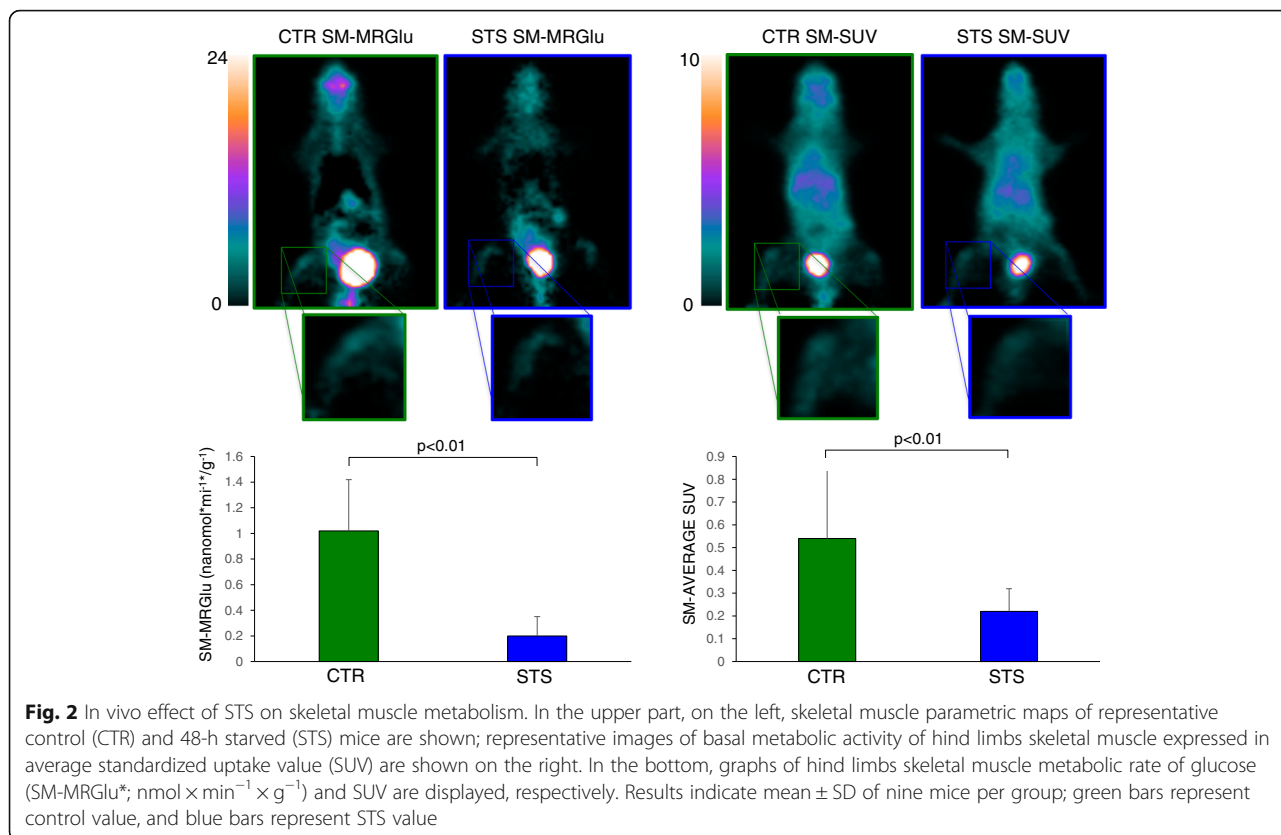 CTR SM-MRGlu STS SM-MRGlu CTR SM-SUV STS SM-SUV
24
0
10
0
p<0.01
SM-MRGlu (nanomol*mi⁻¹*/g⁻¹)
1.6
1.4
1.2
1
0.8
0.6
0.4
0.2
0
CTR STS
p<0.01
SM-AVERAGE SUV
0.9
0.8
0.7
0.6
0.5
0.4
0.3
0.2
0.1
0
CTR STS
Fig. 2 In vivo effect of STS on skeletal muscle metabolism. In the upper part, on the left, skeletal muscle parametric maps of representative
control (CTR) and 48-h starved (STS) mice are shown; representative images of basal metabolic activity of hind limbs skeletal muscle expressed in
average standardized uptake value (SUV) are shown on the right. In the bottom, graphs of hind limbs skeletal muscle metabolic rate of glucose
(SM-MRGlu*; nmol × min⁻¹ × g⁻¹) and SUV are displayed, respectively. Results indicate mean ± SD of nine mice per group; green bars represent
control value, and blue bars represent STS value